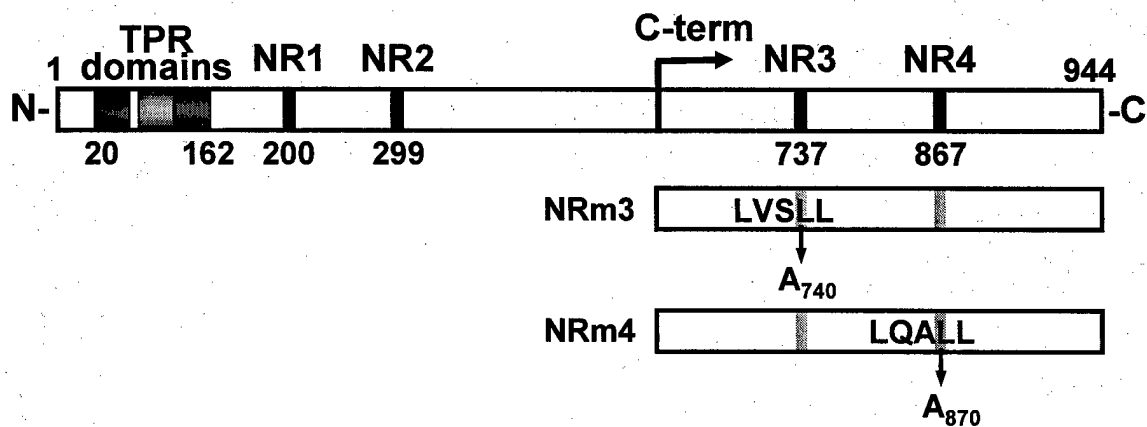 TPR
domains
1
NR1
NR2
C-term
NR3
NR4
944
N-
-C
20
162
200
299
737
867
NRm3
LVSLL
A740
NRm4
LQALL
A870